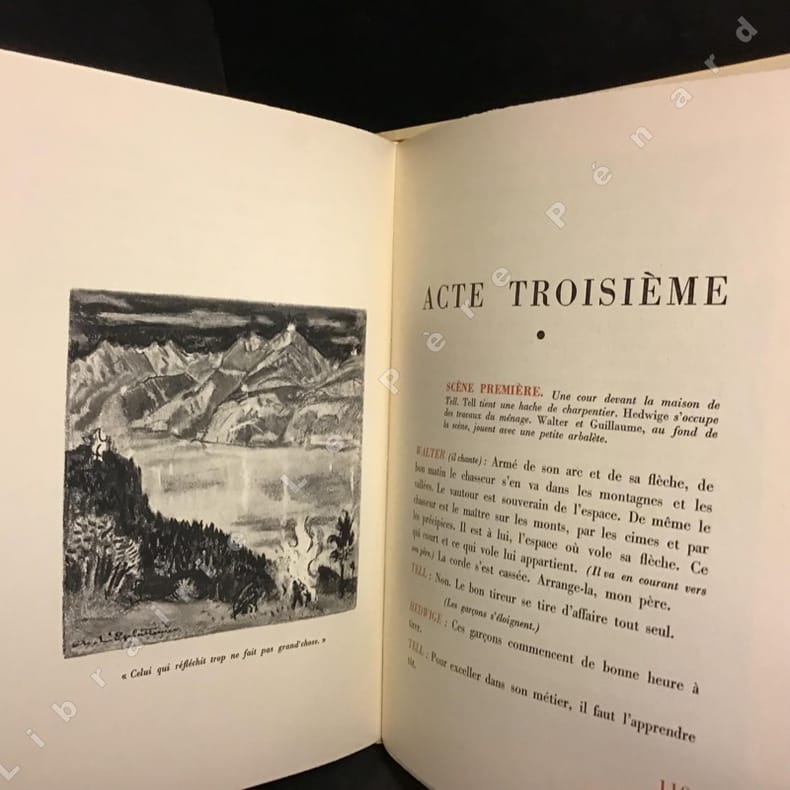 « Celui qui réfléchit trop ne fait pas grand'chose. »
ACTE TROISIÈME
SCÈNE PREMIÈRE. Une cour devant la maison de
Tell. Tell tient une hache de charpentier. Hedwige s'occupe
des travaux du ménage. Walter et Guillaume, au fond de
la scène, jouent avec une petite arbalète.
WALTER (il chante) : Armé de son arc et de sa flèche, de
bon matin le chasseur s'en va dans les montagnes et les
vallées. Le vautour est souverain de l'espace. De même le
chasseur est le maître sur les monts, par les cimes et par
les précipices. Il est à lui, l'espace où vole sa flèche. Ce
qui court et ce qui vole lui appartient. (Il va en courant vers
son père.) La corde s'est cassée. Arrange-la, mon père.
TELL : Non. Le bon tireur se tire d'affaire tout seul.
(Les garçons s'éloignent.)
HEDWIGE : Ces garçons commencent de bonne heure à
tirer.
TELL : Pour exceller dans son métier, il faut l'apprendre
tôt.
Librairie Le Père Pénard